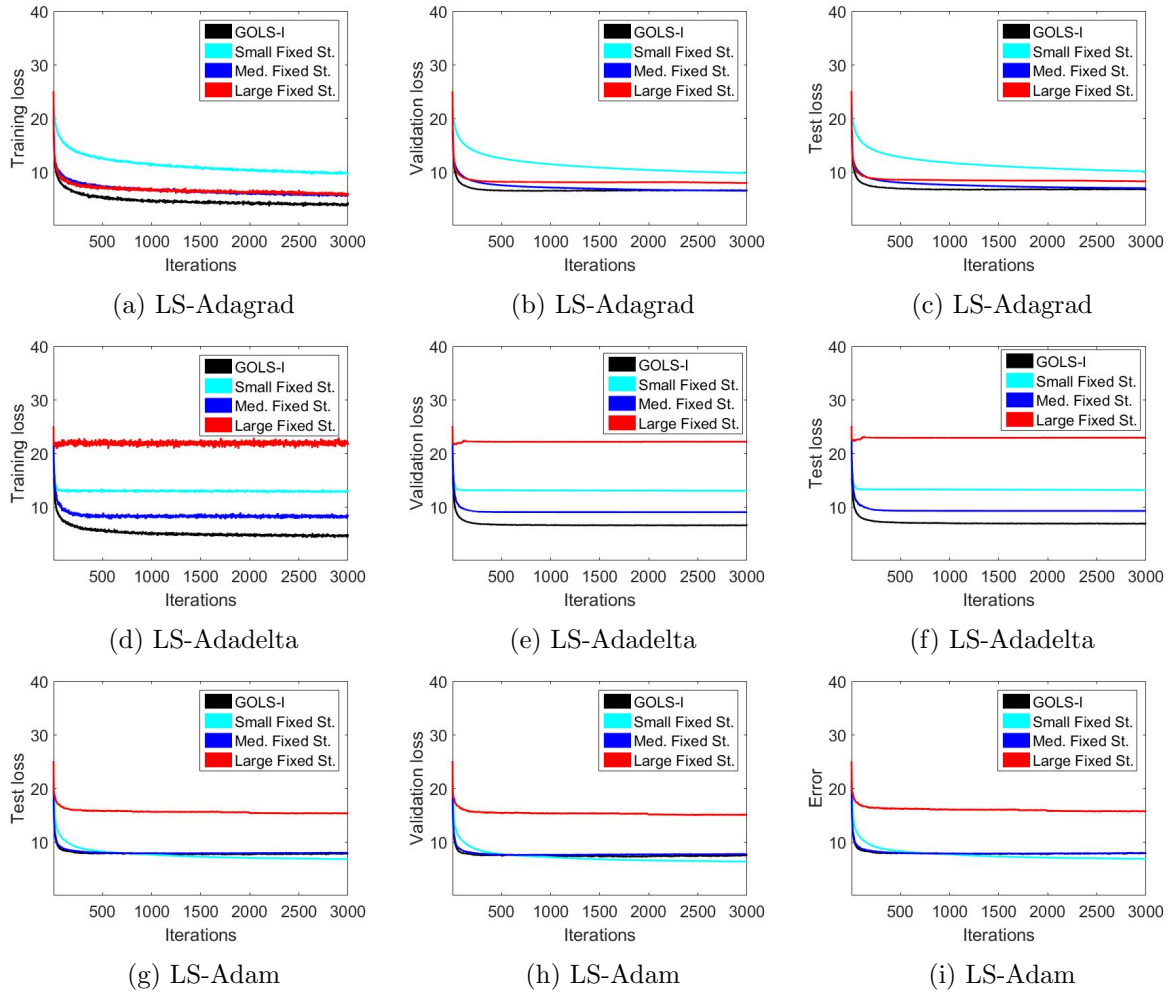 40
30
20
10
Training loss
GOLS-I
Small Fixed St.
Med. Fixed St.
Large Fixed St.
500 1000 1500 2000 2500 3000
Iterations
(a) LS-Adagrad
40
30
20
10
Validation loss
GOLS-I
Small Fixed St.
Med. Fixed St.
Large Fixed St.
500 1000 1500 2000 2500 3000
Iterations
(b) LS-Adagrad
40
30
20
10
Test loss
GOLS-I
Small Fixed St.
Med. Fixed St.
Large Fixed St.
500 1000 1500 2000 2500 3000
Iterations
(c) LS-Adagrad
40
30
20
10
Training loss
GOLS-I
Small Fixed St.
Med. Fixed St.
Large Fixed St.
500 1000 1500 2000 2500 3000
Iterations
(d) LS-Adadelta
40
30
20
10
Validation loss
GOLS-I
Small Fixed St.
Med. Fixed St.
Large Fixed St.
500 1000 1500 2000 2500 3000
Iterations
(e) LS-Adadelta
40
30
20
10
Test loss
GOLS-I
Small Fixed St.
Med. Fixed St.
Large Fixed St.
500 1000 1500 2000 2500 3000
Iterations
(f) LS-Adadelta
40
30
20
10
Test loss
GOLS-I
Small Fixed St.
Med. Fixed St.
Large Fixed St.
500 1000 1500 2000 2500 3000
Iterations
(g) LS-Adam
40
30
20
10
Validation loss
GOLS-I
Small Fixed St.
Med. Fixed St.
Large Fixed St.
500 1000 1500 2000 2500 3000
Iterations
(h) LS-Adam
40
30
20
10
Error
GOLS-I
Small Fixed St.
Med. Fixed St.
Large Fixed St.
500 1000 1500 2000 2500 3000
Iterations
(i) LS-Adam